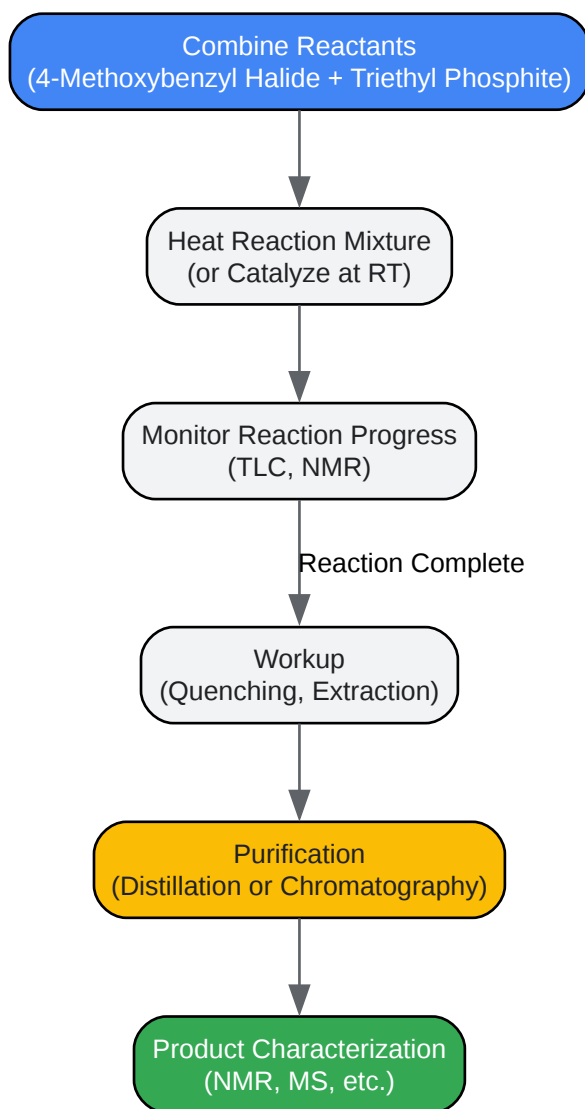 Combine Reactants
(4-Methoxybenzyl Halide + Triethyl Phosphite)
Heat Reaction Mixture
(or Catalyze at RT)
Monitor Reaction Progress
(TLC, NMR)
Reaction Complete
Workup
(Quenching, Extraction)
Purification
(Distillation or Chromatography)
Product Characterization
(NMR, MS, etc.)